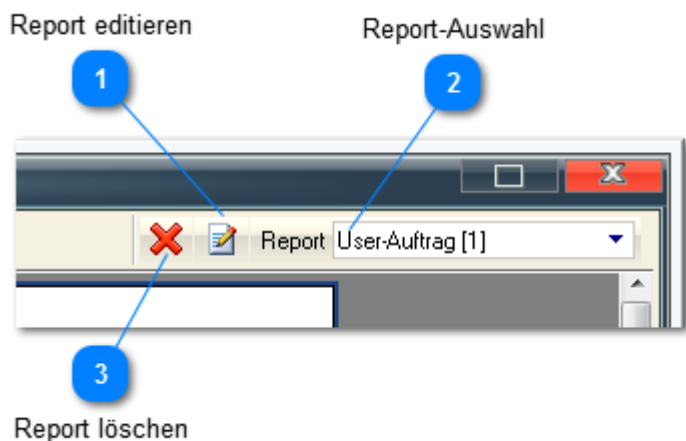 Report editieren
Report-Auswahl
1
2
Report User-Auftrag [1]
3
Report löschen